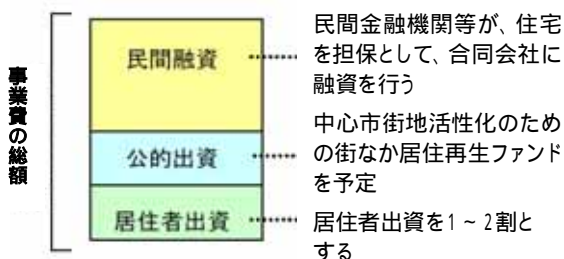 事業費の総額
民間融資
民間金融機関等が、住宅
を担保として、合同会社に
融資を行う
公的出資
中心市街地活性化のため
の街なか居住再生ファンド
を予定
居住者出資
居住者出資を1~2割と
する